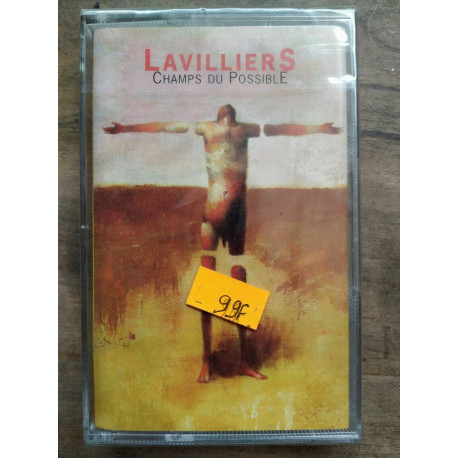 LAVILLIERS
CHAMPS DU POSSIBLE
- 99F